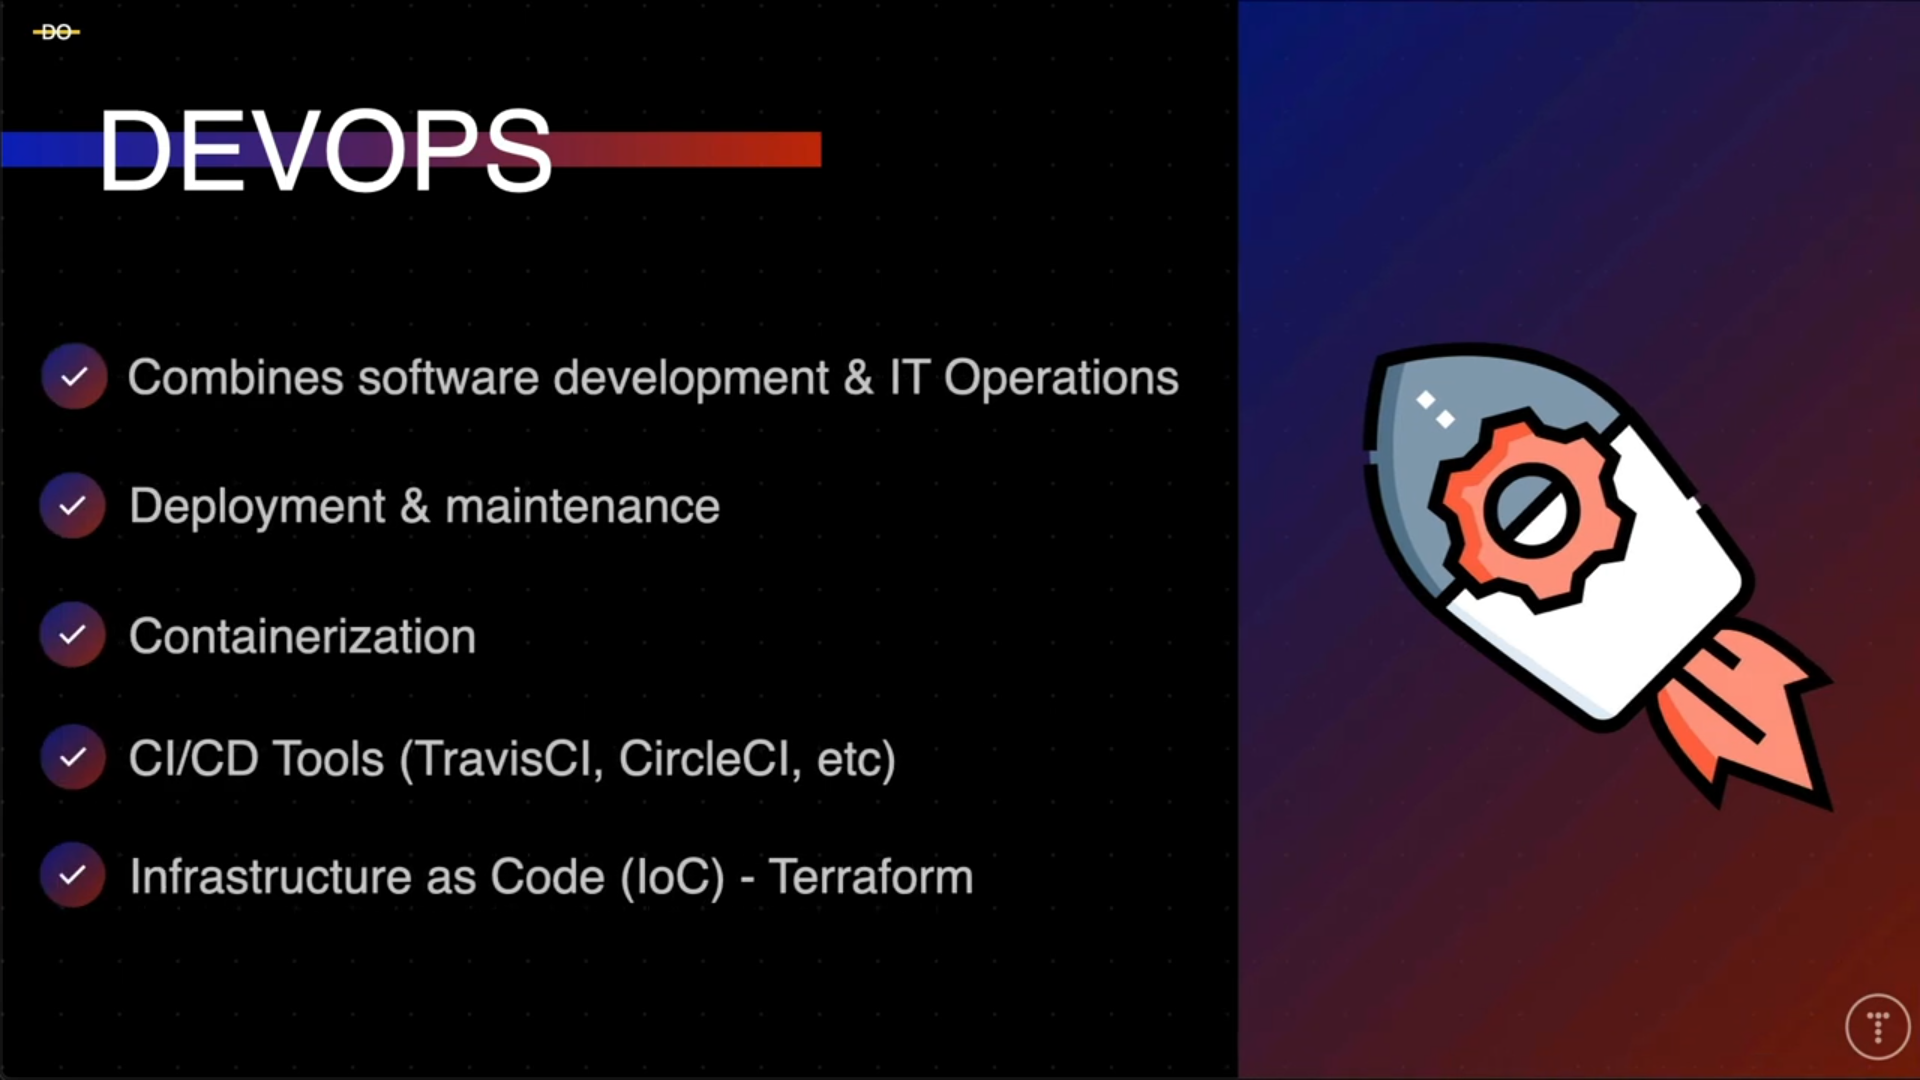 DO
DEVOPS
Combines software development & IT Operations
Deployment & maintenance
Containerization
CI/CD Tools (TravisCI, CircleCI, etc)
Infrastructure as Code (IoC) - Terraform
T